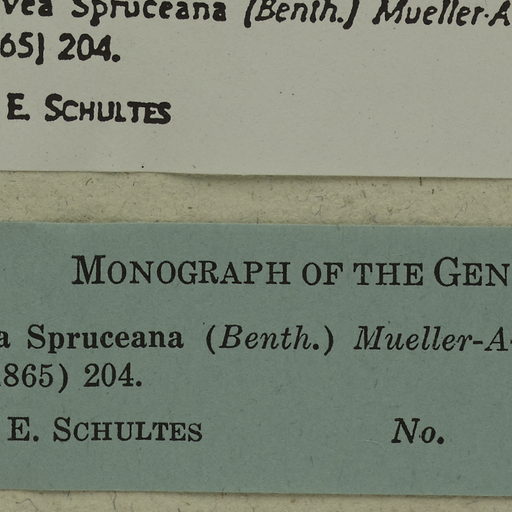 vea Spruceana (Benth.) Mueller-A
65) 204.
E. SCHULTES
MONOGRAPH OF THE GEN
a Spruceana (Benth.) Mueller-A
865) 204.
E. SCHULTES No.